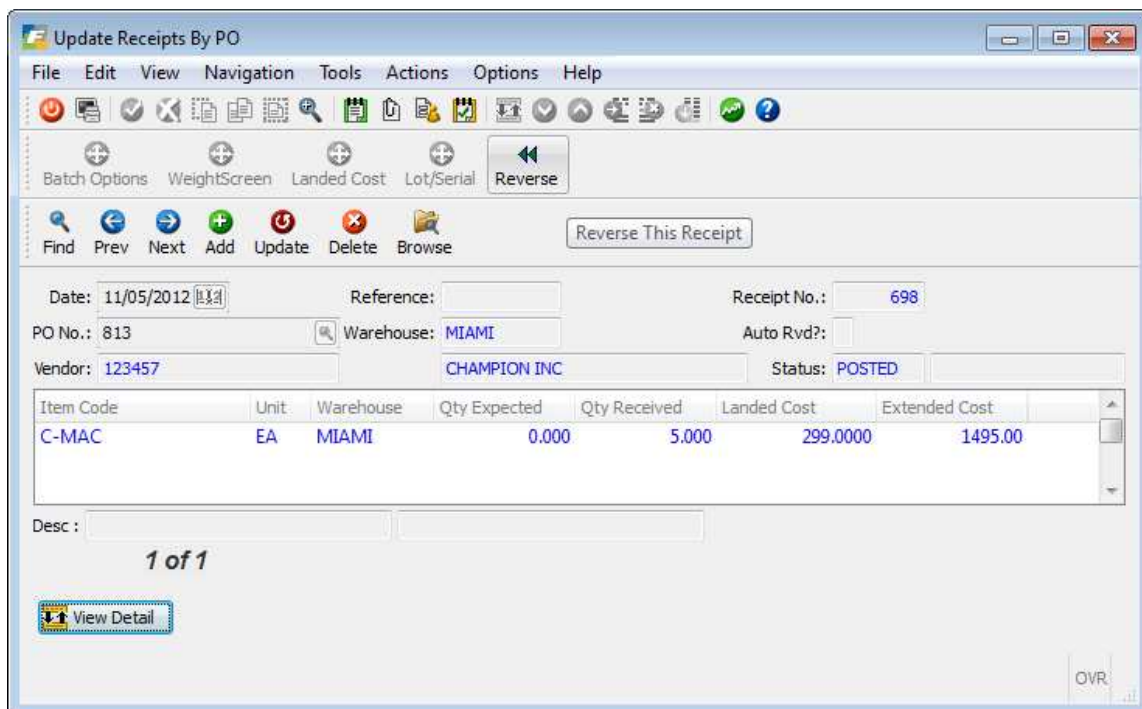 Update Receipts By PO
File Edit View Navigation Tools Actions Options Help
Batch Options WeightScreen Landed Cost Lot/Serial Reverse
Find Prev Next Add Update Delete Browse Reverse This Receipt
Date: 11/05/2012 Reference: Receipt No.: 698
PO No.: 813 Warehouse: MIAMI Auto Rvd?:
Vendor: 123457 CHAMPION INC Status: POSTED
Item Code Unit Warehouse Qty Expected Qty Received Landed Cost Extended Cost
C-MAC EA MIAMI 0.000 5.000 299.0000 1495.00
Desc :
1 of 1
View Detail
OVR